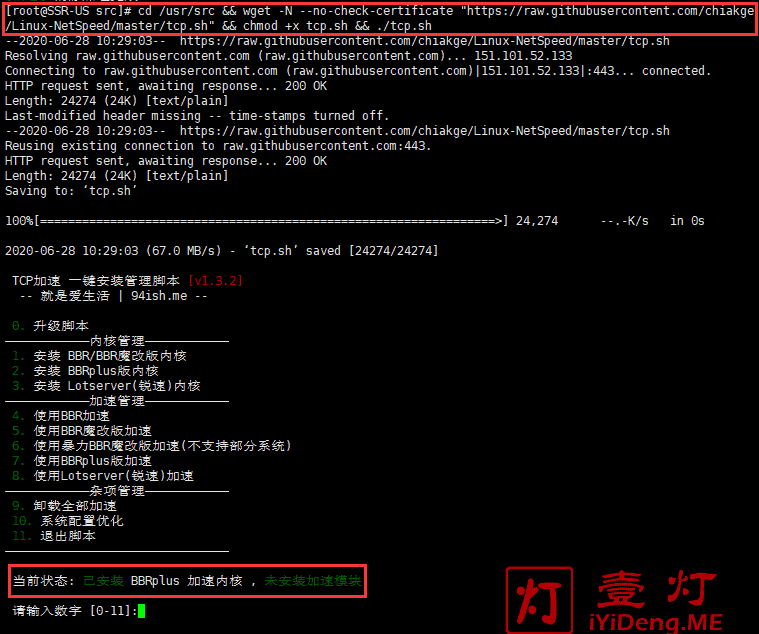 [root@SSR-US src]# cd /usr/src && wget -N --no-check-certificate "https://raw.githubusercontent.com/chiakge
/Linux-NetSpeed/master/tcp.sh" && chmod +x tcp.sh && ./tcp.sh
--2020-06-28 10:29:03--  https://raw.githubusercontent.com/chiakge/Linux-NetSpeed/master/tcp.sh
Resolving raw.githubusercontent.com (raw.githubusercontent.com)... 151.101.52.133
Connecting to raw.githubusercontent.com (raw.githubusercontent.com)|151.101.52.133|:443... connected.
HTTP request sent, awaiting response... 200 OK
Length: 24274 (24K) [text/plain]
Last-modified header missing -- time-stamps turned off.
--2020-06-28 10:29:03--  https://raw.githubusercontent.com/chiakge/Linux-NetSpeed/master/tcp.sh
Reusing existing connection to raw.githubusercontent.com:443.
HTTP request sent, awaiting response... 200 OK
Length: 24274 (24K) [text/plain]
Saving to: ‘tcp.sh’
100%[=================================================================>] 24,274      --.-K/s   in 0s
2020-06-28 10:29:03 (67.0 MB/s) - ‘tcp.sh’ saved [24274/24274]
TCP加速 一键安装管理脚本 [v1.3.2]
-- 就是爱生活 | 94ish.me --
0. 升级脚本
————————————内核管理————————————
1. 安装 BBR/BBR魔改版内核
2. 安装 BBRplus版内核
3. 安装 Lotserver(锐速)内核
————————————加速管理————————————
4. 使用BBR加速
5. 使用BBR魔改版加速
6. 使用暴力BBR魔改版加速(不支持部分系统)
7. 使用BBRplus版加速
8. 使用Lotserver(锐速)加速
————————————杂项管理————————————
9. 卸载全部加速
10. 系统配置优化
11. 退出脚本
————————————————————————————————
当前状态: 已安装 BBRplus 加速内核 , 未安装加速模块
请输入数字 [0-11]:
灯 壹灯
iYiDeng.ME